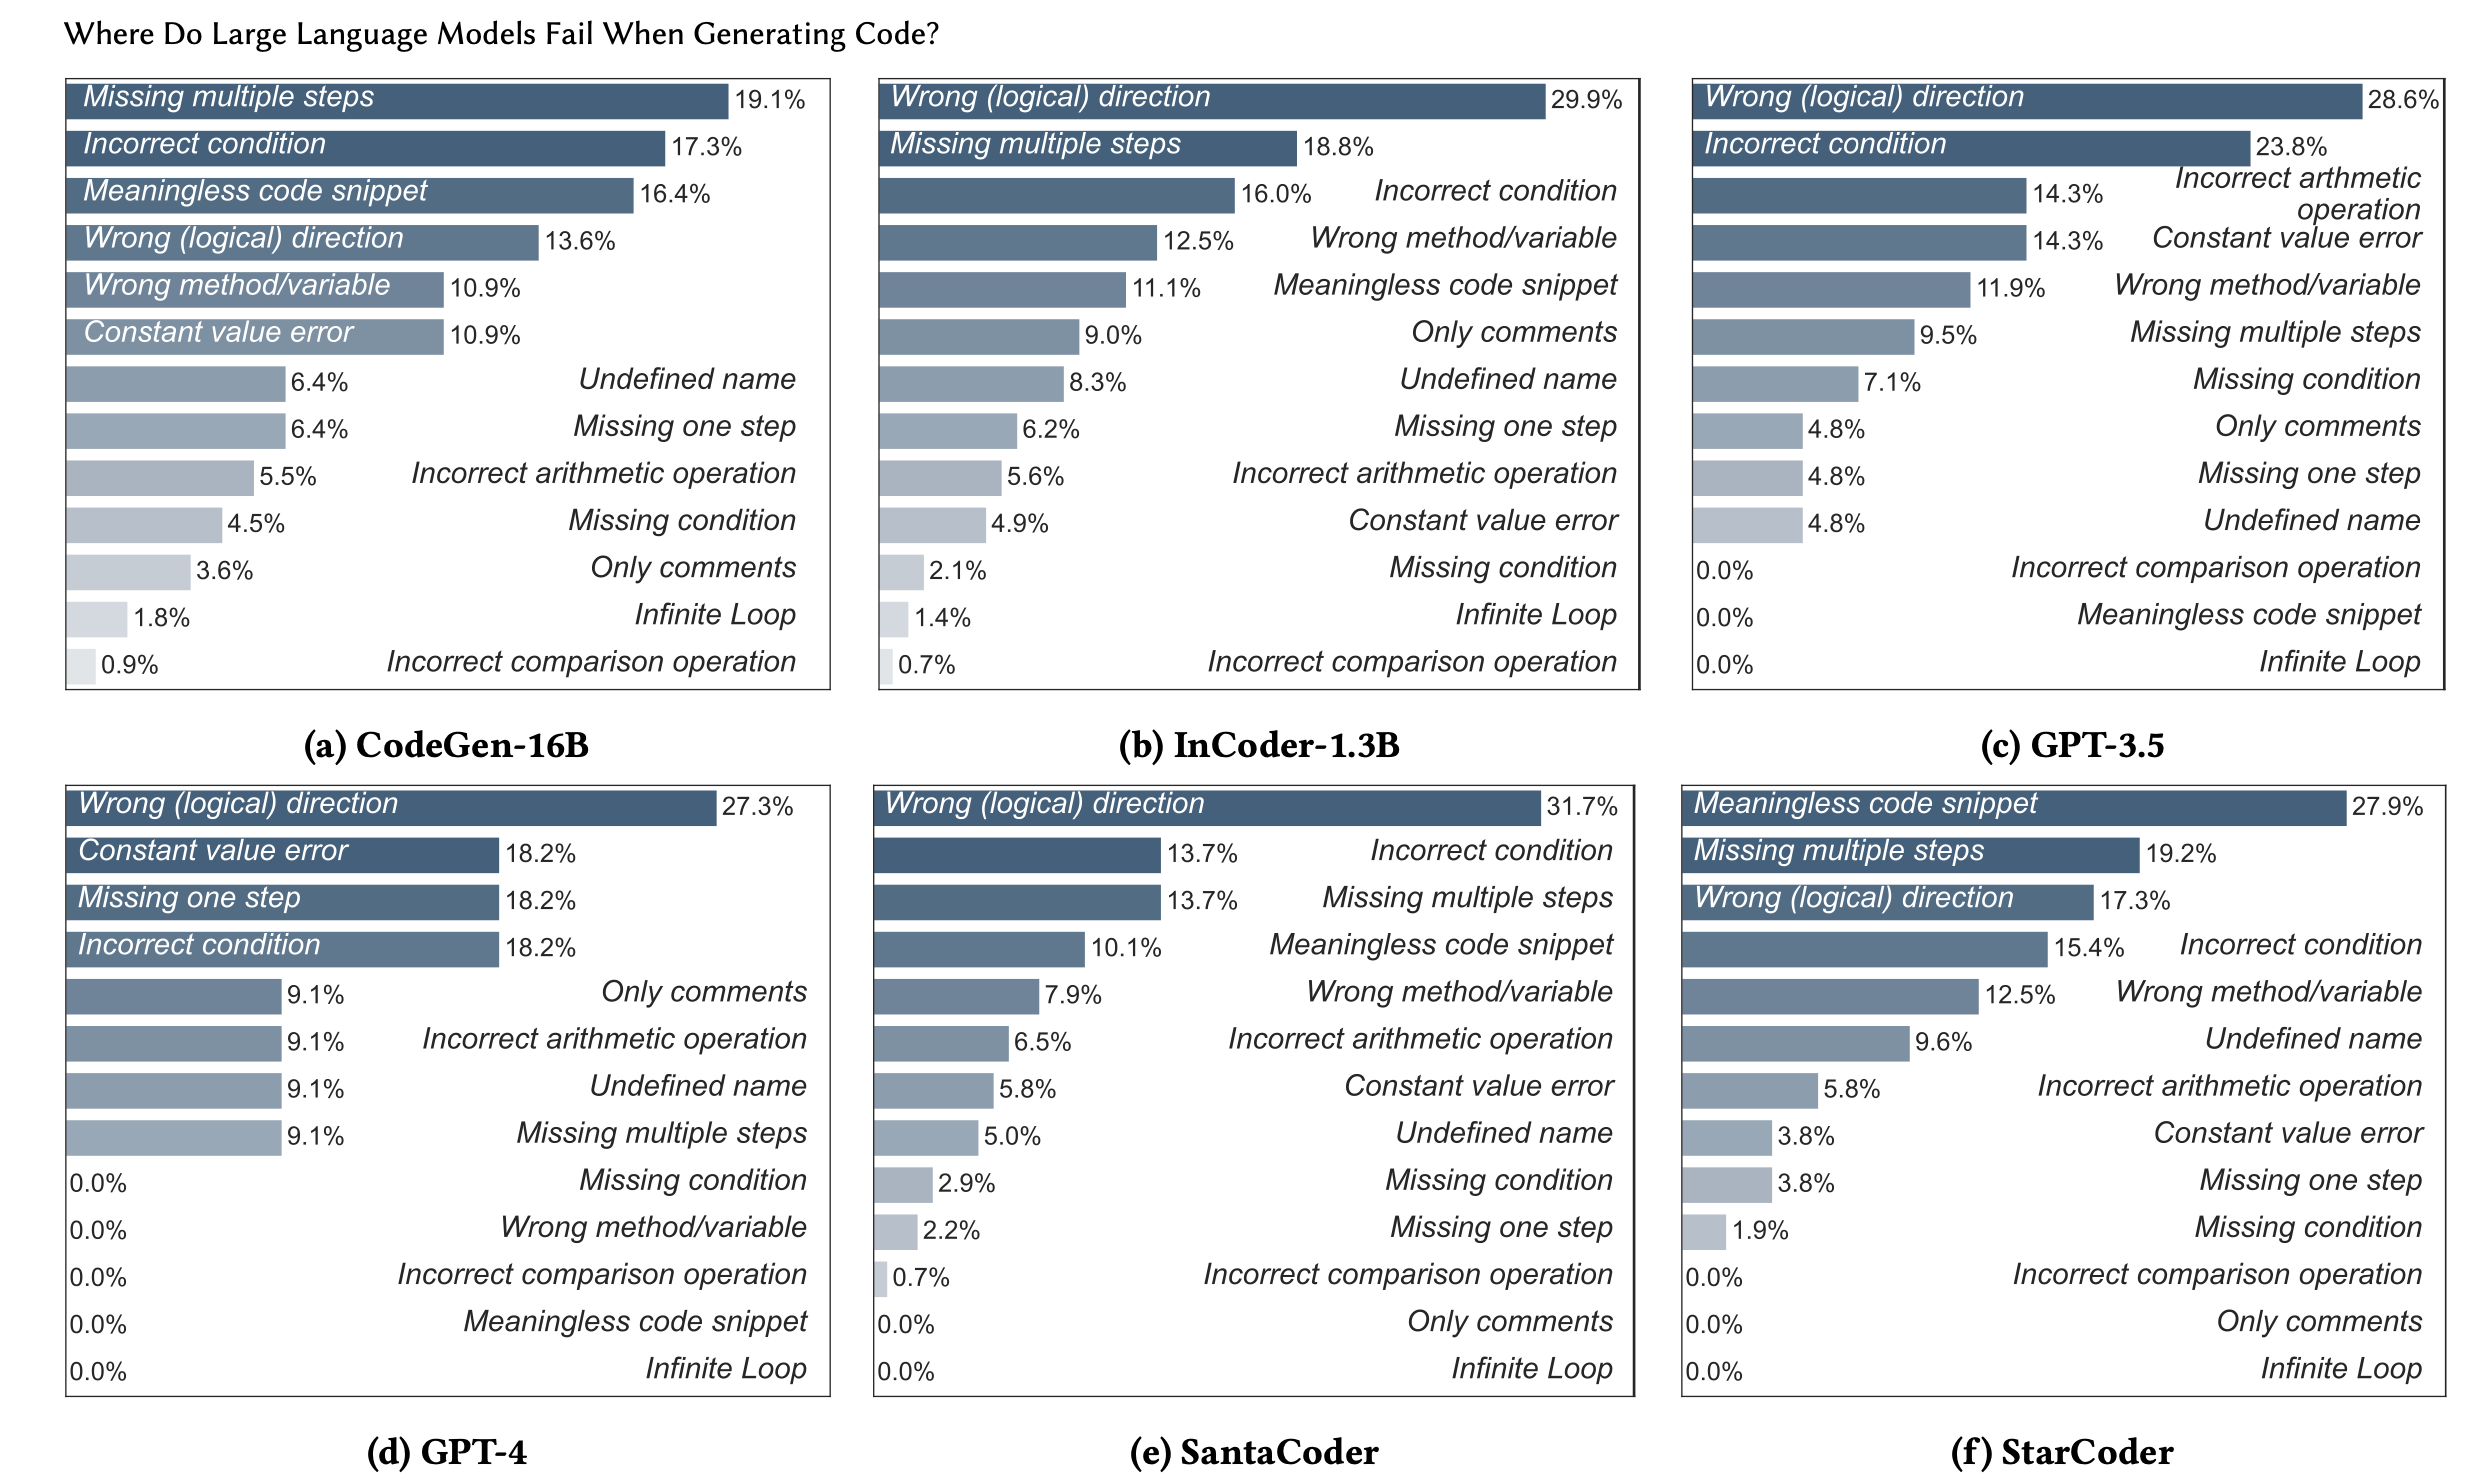 Where Do Large Language Models Fail When Generating Code?
Missing multiple steps 19.1%
Incorrect condition 17.3%
Meaningless code snippet 16.4%
Wrong (logical) direction 13.6%
Wrong method/variable 10.9%
Constant value error 10.9%
6.4% Undefined name
6.4% Missing one step
5.5% Incorrect arithmetic operation
4.5% Missing condition
3.6% Only comments
1.8% Infinite Loop
0.9% Incorrect comparison operation
(a) CodeGen-16B
Wrong (logical) direction 29.9%
Missing multiple steps 18.8%
16.0% Incorrect condition
12.5% Wrong method/variable
11.1% Meaningless code snippet
9.0% Only comments
8.3% Undefined name
6.2% Missing one step
5.6% Incorrect arithmetic operation
4.9% Constant value error
2.1% Missing condition
1.4% Infinite Loop
0.7% Incorrect comparison operation
(b) InCoder-1.3B
Wrong (logical) direction 28.6%
Incorrect condition 23.8%
14.3% Incorrect arthmetic
operation
14.3% Constant value error
11.9% Wrong method/variable
9.5% Missing multiple steps
7.1% Missing condition
4.8% Only comments
4.8% Missing one step
4.8% Undefined name
0.0% Incorrect comparison operation
0.0% Meaningless code snippet
0.0% Infinite Loop
(c) GPT-3.5
Wrong (logical) direction 27.3%
Constant value error 18.2%
Missing one step 18.2%
Incorrect condition 18.2%
9.1% Only comments
9.1% Incorrect arithmetic operation
9.1% Undefined name
9.1% Missing multiple steps
0.0% Missing condition
0.0% Wrong method/variable
0.0% Incorrect comparison operation
0.0% Meaningless code snippet
0.0% Infinite Loop
(d) GPT-4
Wrong (logical) direction 31.7%
13.7% Incorrect condition
13.7% Missing multiple steps
10.1% Meaningless code snippet
7.9% Wrong method/variable
6.5% Incorrect arithmetic operation
5.8% Constant value error
5.0% Undefined name
2.9% Missing condition
2.2% Missing one step
0.7% Incorrect comparison operation
0.0% Only comments
0.0% Infinite Loop
(e) SantaCoder
Meaningless code snippet 27.9%
Missing multiple steps 19.2%
Wrong (logical) direction 17.3%
15.4% Incorrect condition
12.5% Wrong method/variable
9.6% Undefined name
5.8% Incorrect arithmetic operation
3.8% Constant value error
3.8% Missing one step
1.9% Missing condition
0.0% Incorrect comparison operation
0.0% Only comments
0.0% Infinite Loop
(f) StarCoder